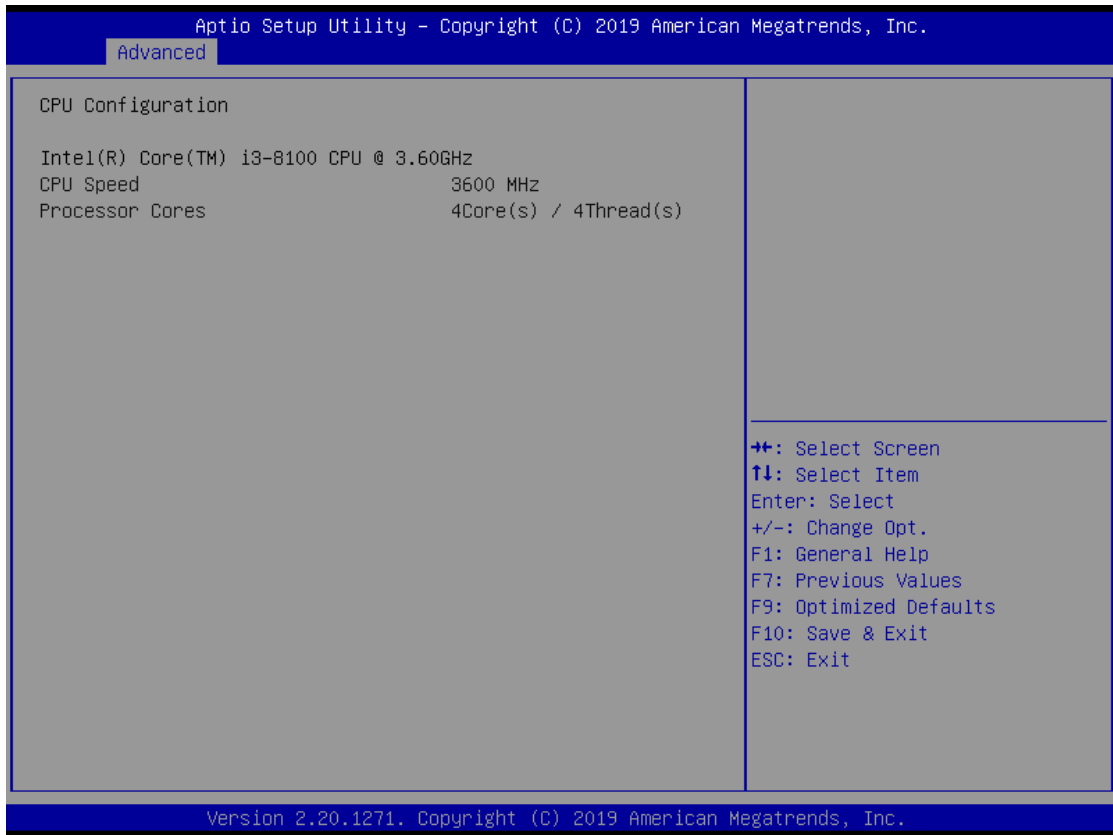 Aptio Setup Utility – Copyright (C) 2019 American Megatrends, Inc.
Advanced
CPU Configuration
Intel(R) Core(TM) i3-8100 CPU @ 3.60GHz
CPU Speed 3600 MHz
Processor Cores 4Core(s) / 4Thread(s)
→←: Select Screen
↑↓: Select Item
Enter: Select
+/-: Change Opt.
F1: General Help
F7: Previous Values
F9: Optimized Defaults
F10: Save & Exit
ESC: Exit
Version 2.20.1271. Copyright (C) 2019 American Megatrends, Inc.